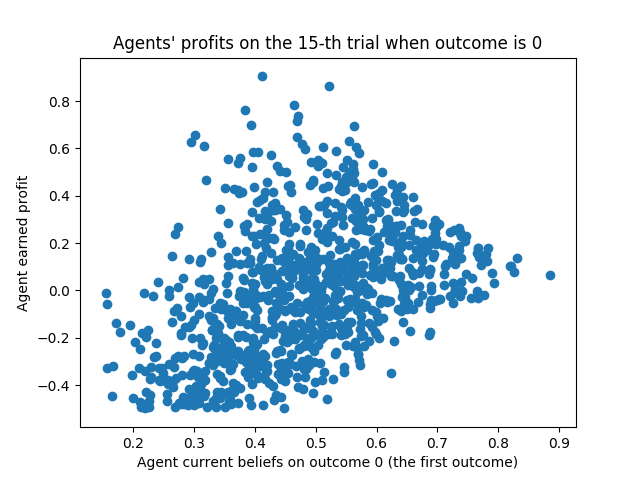 Agents' profits on the 15-th trial when outcome is 0
Agent earned profit
0.8
0.6
0.4
0.2
0.0
−0.2
−0.4
0.2 0.3 0.4 0.5 0.6 0.7 0.8 0.9
Agent current beliefs on outcome 0 (the first outcome)